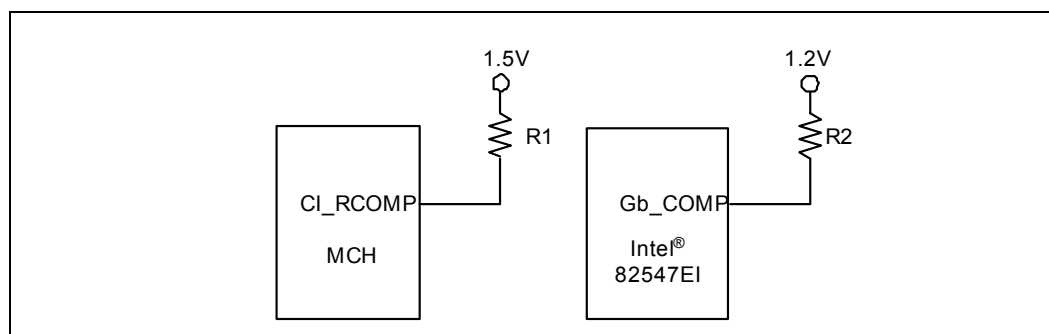 1.5V
1.2V
R1
R2
CI_RCOMP
MCH
Gb_COMP
Intel®
82547EI